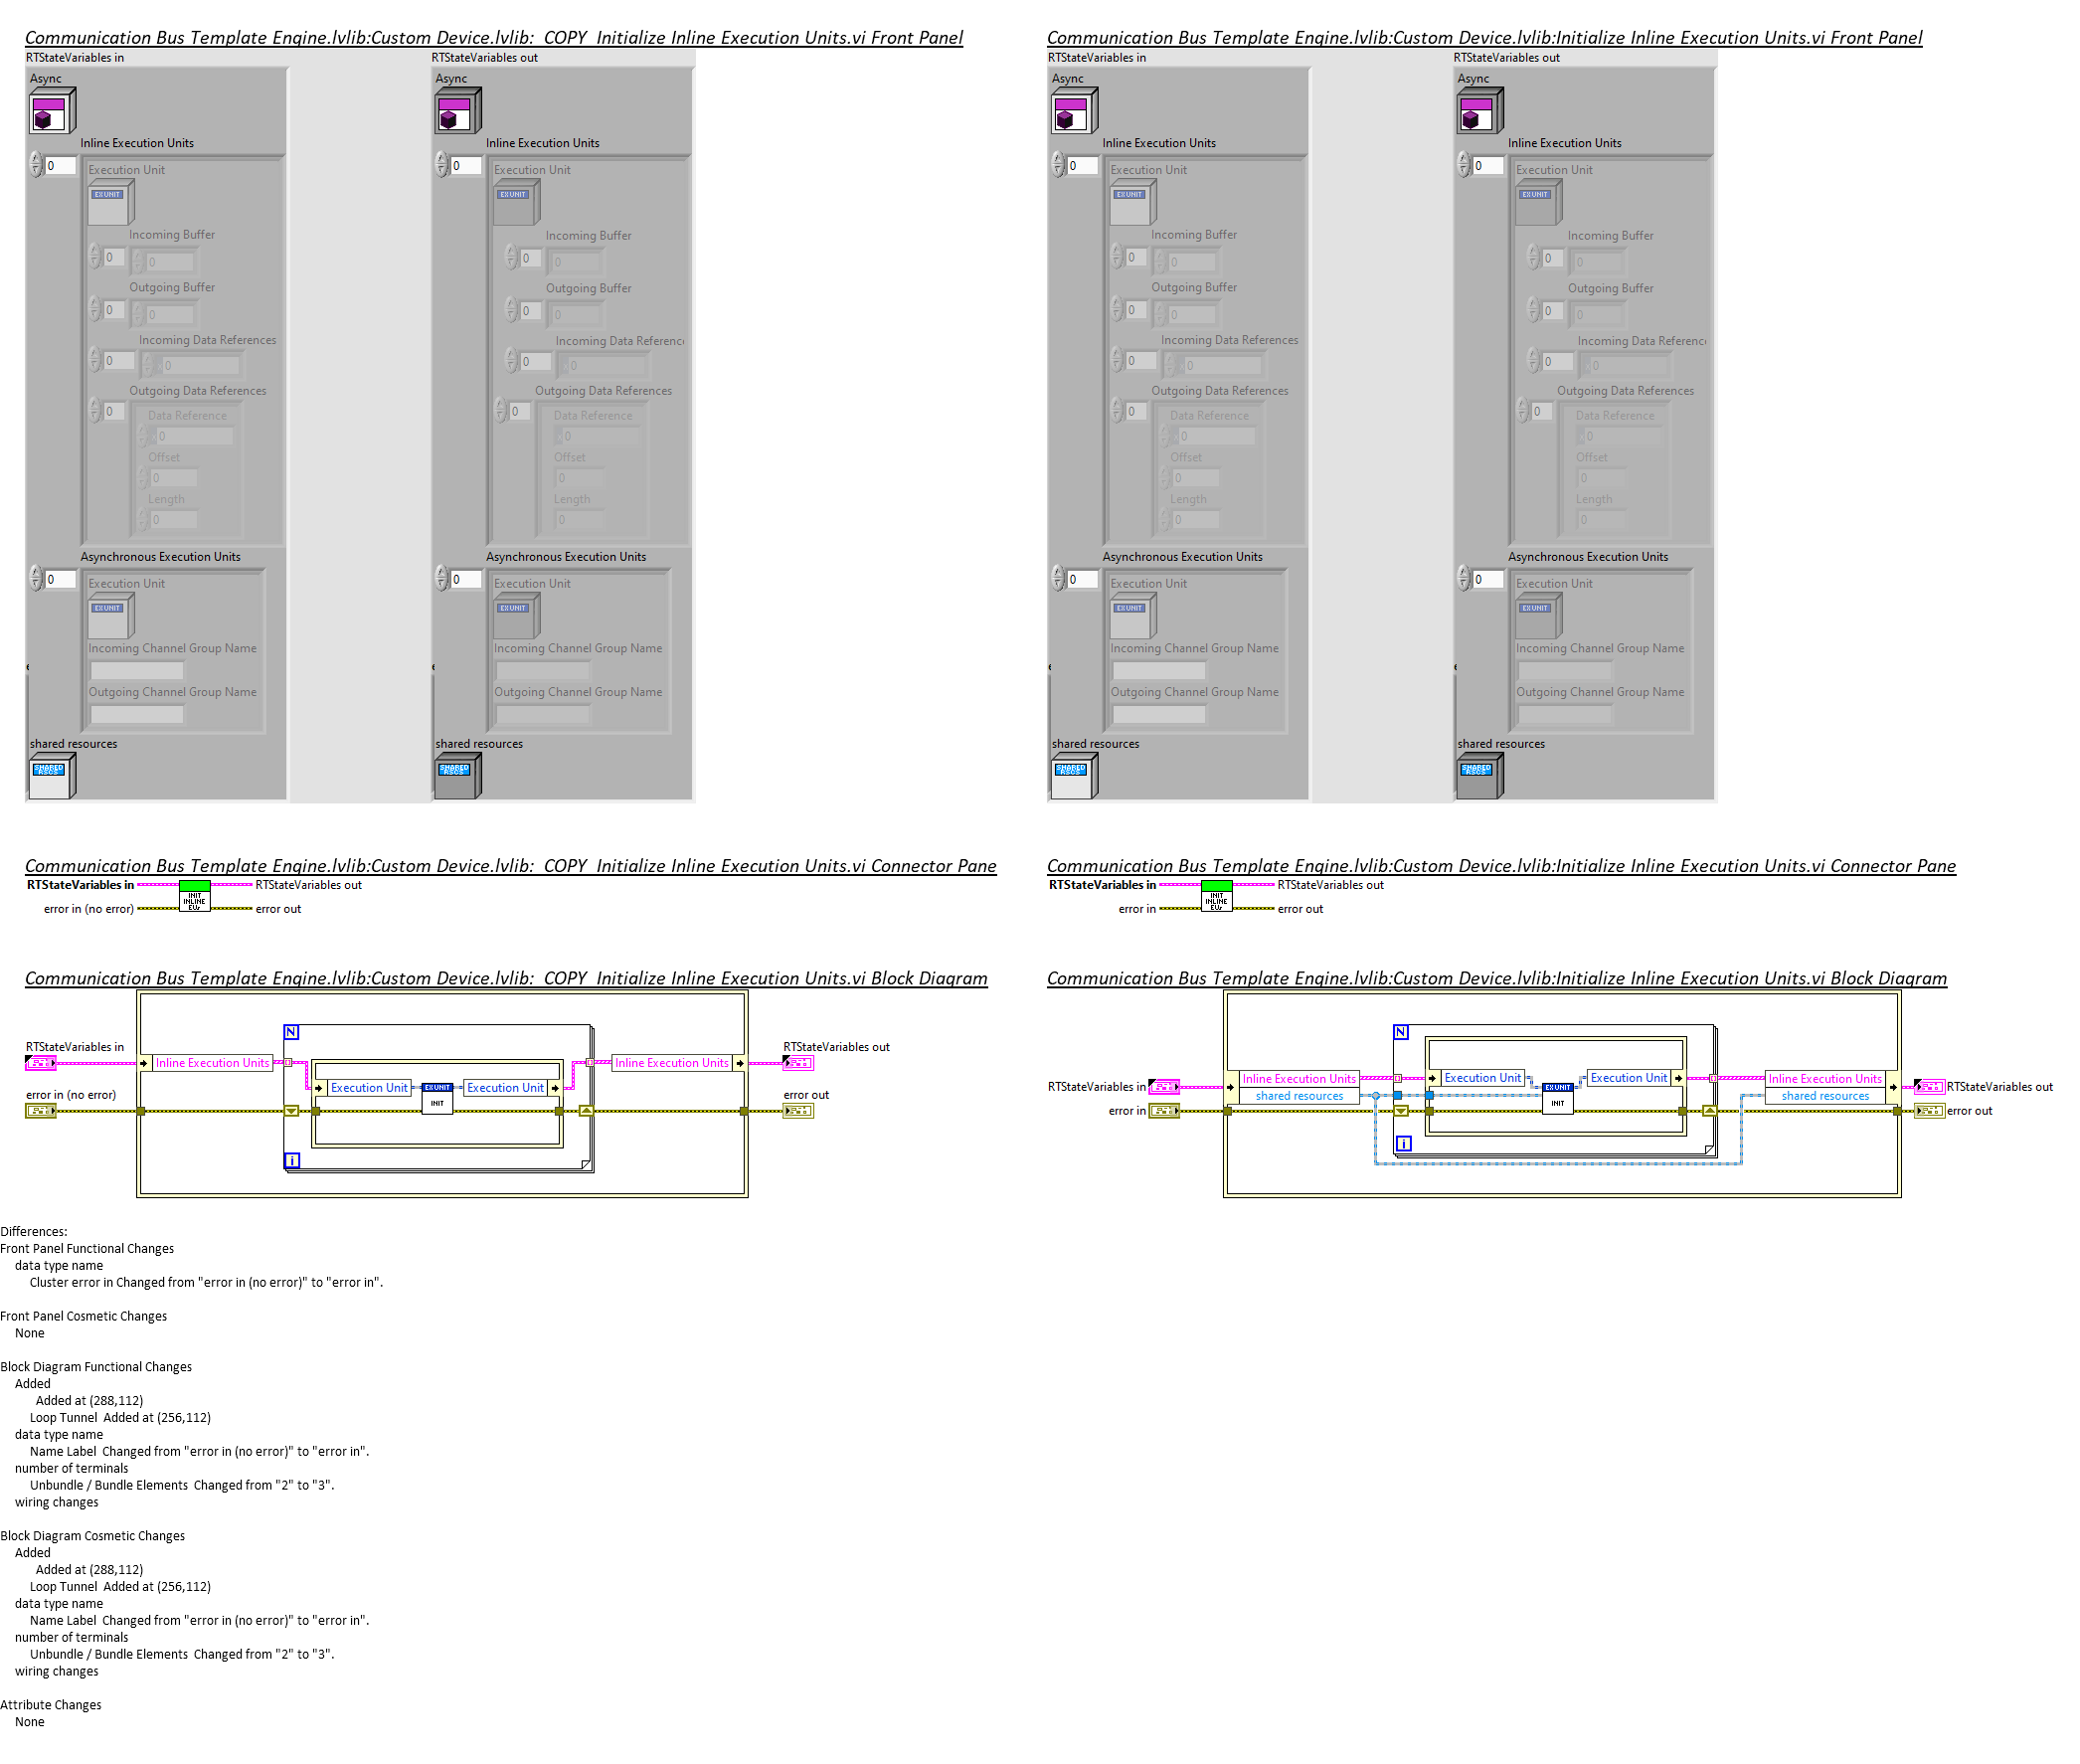 Communication Bus Template Engine.lvlib:Custom Device.lvlib:  COPY  Initialize Inline Execution Units.vi Front Panel
RTStateVariables in
RTStateVariables out
Async
Async
Inline Execution Units
Inline Execution Units
0
0
Execution Unit
Execution Unit
EXUNIT
EXUNIT
Incoming Buffer
Incoming Buffer
0
0
0
0
Outgoing Buffer
Outgoing Buffer
0
0
0
0
Incoming Data References
Incoming Data Referenc
0
x0
0
x0
Outgoing Data References
Outgoing Data References
0
0
Data Reference
Data Reference
x0
x0
Offset
Offset
0
0
Length
Length
0
0
Asynchronous Execution Units
Asynchronous Execution Units
0
0
Execution Unit
Execution Unit
EXUNIT
EXUNIT
Incoming Channel Group Name
Incoming Channel Group Name
Outgoing Channel Group Name
Outgoing Channel Group Name
shared resources
shared resources
SHARED RSCS
SHARED RSCS
Communication Bus Template Engine.lvlib:Custom Device.lvlib:Initialize Inline Execution Units.vi Front Panel
RTStateVariables in
RTStateVariables out
Async
Async
Inline Execution Units
Inline Execution Units
0
0
Execution Unit
Execution Unit
EXUNIT
EXUNIT
Incoming Buffer
Incoming Buffer
0
0
0
0
Outgoing Buffer
Outgoing Buffer
0
0
0
0
Incoming Data References
Incoming Data Referenc
0
x0
0
x0
Outgoing Data References
Outgoing Data References
0
0
Data Reference
Data Reference
x0
x0
Offset
Offset
0
0
Length
Length
0
0
Asynchronous Execution Units
Asynchronous Execution Units
0
0
Execution Unit
Execution Unit
EXUNIT
EXUNIT
Incoming Channel Group Name
Incoming Channel Group Name
Outgoing Channel Group Name
Outgoing Channel Group Name
shared resources
shared resources
SHARED RSCS
SHARED RSCS
Communication Bus Template Engine.lvlib:Custom Device.lvlib:  COPY  Initialize Inline Execution Units.vi Connector Pane
RTStateVariables in
RTStateVariables out
INIT
INLINE
EUs
error in (no error)
error out
Communication Bus Template Engine.lvlib:Custom Device.lvlib:Initialize Inline Execution Units.vi Connector Pane
RTStateVariables in
RTStateVariables out
INIT
INLINE
EUs
error in
error out
Communication Bus Template Engine.lvlib:Custom Device.lvlib:  COPY  Initialize Inline Execution Units.vi Block Diagram
N
RTStateVariables in
RTStateVariables out
Inline Execution Units
Inline Execution Units
Execution Unit
EXUNIT
INIT
Execution Unit
error in (no error)
error out
i
Communication Bus Template Engine.lvlib:Custom Device.lvlib:Initialize Inline Execution Units.vi Block Diagram
N
Inline Execution Units
Execution Unit
EXUNIT
INIT
Execution Unit
Inline Execution Units
RTStateVariables in
RTStateVariables out
shared resources
shared resources
error in
error out
i
Differences:
Front Panel Functional Changes
data type name
Cluster error in Changed from "error in (no error)" to "error in".
Front Panel Cosmetic Changes
None
Block Diagram Functional Changes
Added
Added at (288,112)
Loop Tunnel  Added at (256,112)
data type name
Name Label  Changed from "error in (no error)" to "error in".
number of terminals
Unbundle / Bundle Elements  Changed from "2" to "3".
wiring changes
Block Diagram Cosmetic Changes
Added
Added at (288,112)
Loop Tunnel  Added at (256,112)
data type name
Name Label  Changed from "error in (no error)" to "error in".
number of terminals
Unbundle / Bundle Elements  Changed from "2" to "3".
wiring changes
Attribute Changes
None